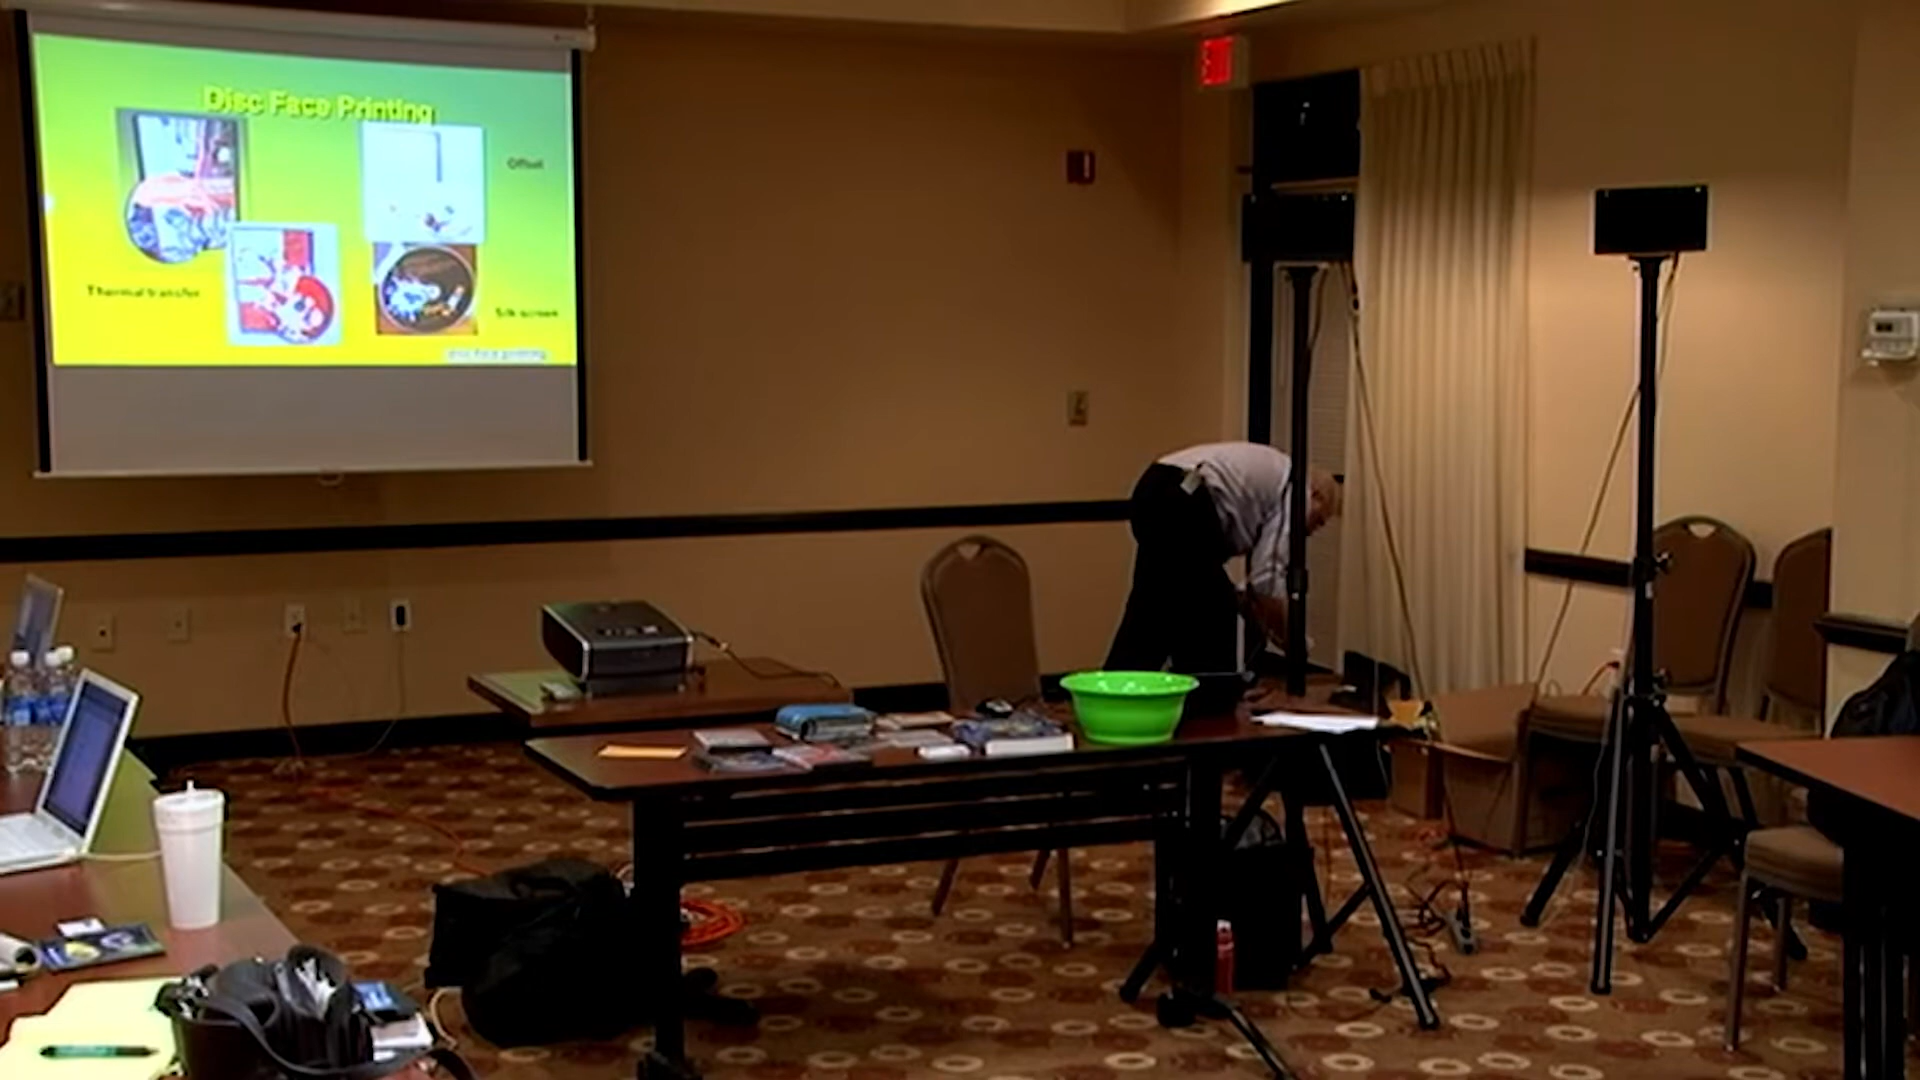 Disc Face Printing
Offset
Thermal transfer
Silk screen
disc face printing